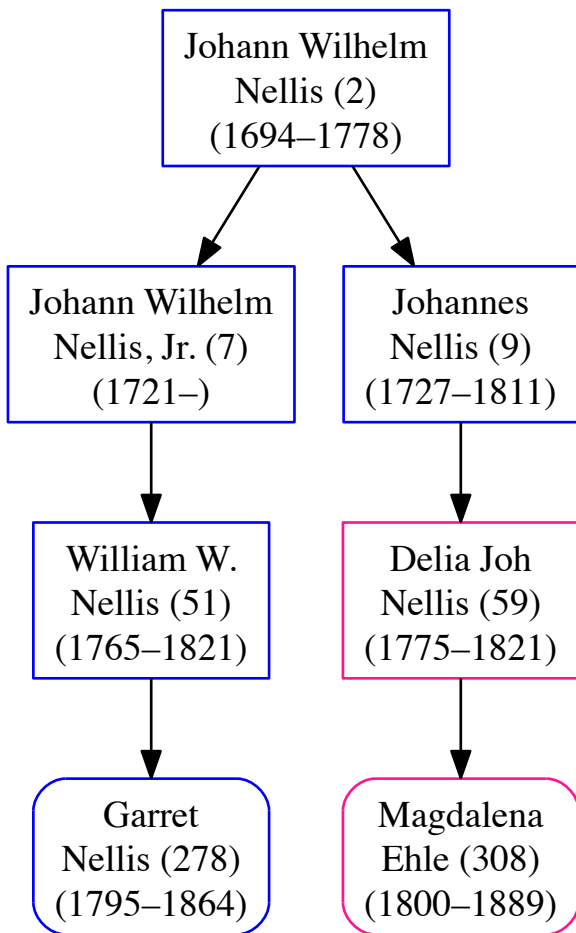 Johann Wilhelm
Nellis (2)
(1694–1778)
Johann Wilhelm
Nellis, Jr. (7)
(1721–)
Johannes
Nellis (9)
(1727–1811)
William W.
Nellis (51)
(1765–1821)
Delia Joh
Nellis (59)
(1775–1821)
Garret
Nellis (278)
(1795–1864)
Magdalena
Ehle (308)
(1800–1889)